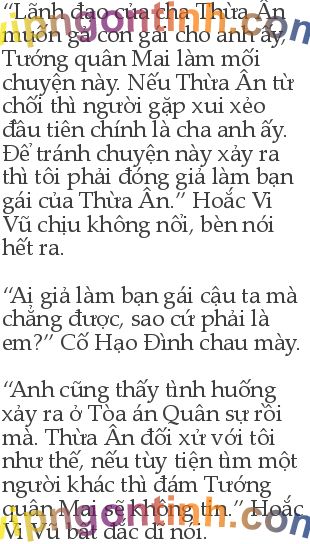 “Lãnh đạo của cha Thừa Ân
muốn gả con gái cho anh ấy,
Tướng quân Mai làm mối
chuyện này. Nếu Thừa Ân từ
chối thì người gặp xui xẻo
đầu tiên chính là cha anh ấy.
Để tránh chuyện này xảy ra
thì tôi phải đóng giả làm bạn
gái của Thừa Ân.” Hoắc Vi
Vũ chịu không nổi, bèn nói
hết ra.
“Ai giả làm bạn gái cậu ta mà
chẳng được, sao cứ phải là
em?” Cố Hạo Đình chau mày.
“Anh cũng thấy tình huống
xảy ra ở Tòa án Quân sự rồi
mà. Thừa Ân đối xử với tôi
như thế, nếu tùy tiện tìm một
người khác thì đám Tướng
quân Mai sẽ không tin.” Hoắc
Vi Vũ bất đắc dĩ nói.